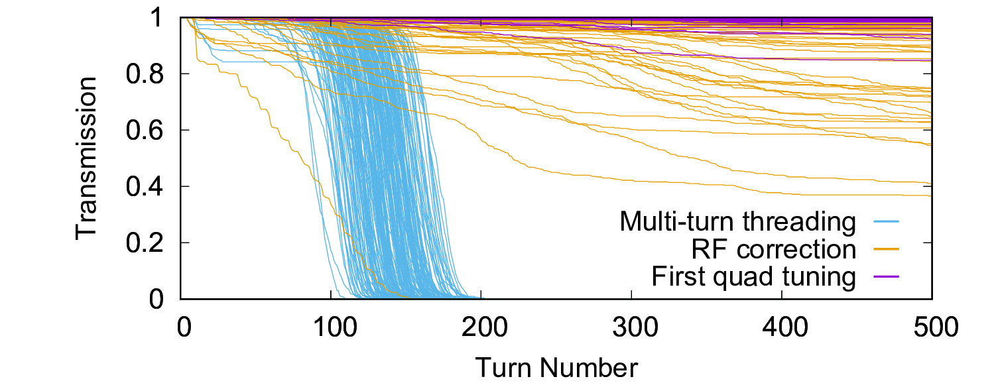 1
0.8
0.6
0.4
0.2
0
Transmission
Multi-turn threading
RF correction
First quad tuning
0 100 200 300 400 500
Turn Number